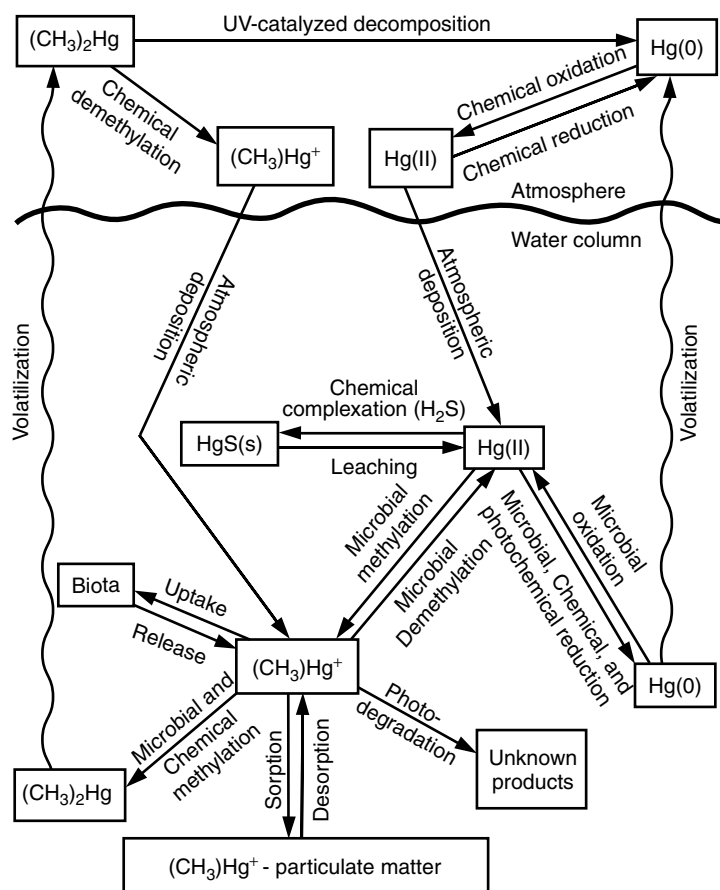 UV-catalyzed decomposition
(CH₃)₂Hg
Hg(0)
Chemical
demethylation
Chemical oxidation
Chemical reduction
(CH₃)Hg⁺
Hg(II)
Atmosphere
Water column
Atmospheric
deposition
Atmospheric
deposition
Volatilization
Volatilization
Chemical
complexation (H₂S)
HgS(s)
Hg(II)
Leaching
Microbial
methylation
Microbial
Demethylation
Microbial, Chemical, and
photochemical reduction
Microbial
oxidation
Biota
Uptake
Release
(CH₃)Hg⁺
Hg(0)
Microbial and
Chemical
methylation
Photo-
degradation
Unknown
products
(CH₃)₂Hg
Sorption
Desorption
(CH₃)Hg⁺ - particulate matter